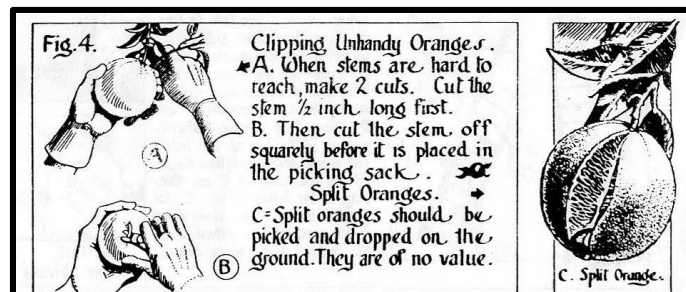 Fig. 4.
Clipping Unhandy Oranges.
A. When stems are hard to
reach, make 2 cuts. Cut the
stem ½ inch long first.
B. Then cut the stem off
squarely before it is placed in
the picking sack.
Split Oranges.
C=Split oranges should be
picked and dropped on the
ground. They are of no value.
A
B
C. Split Orange.